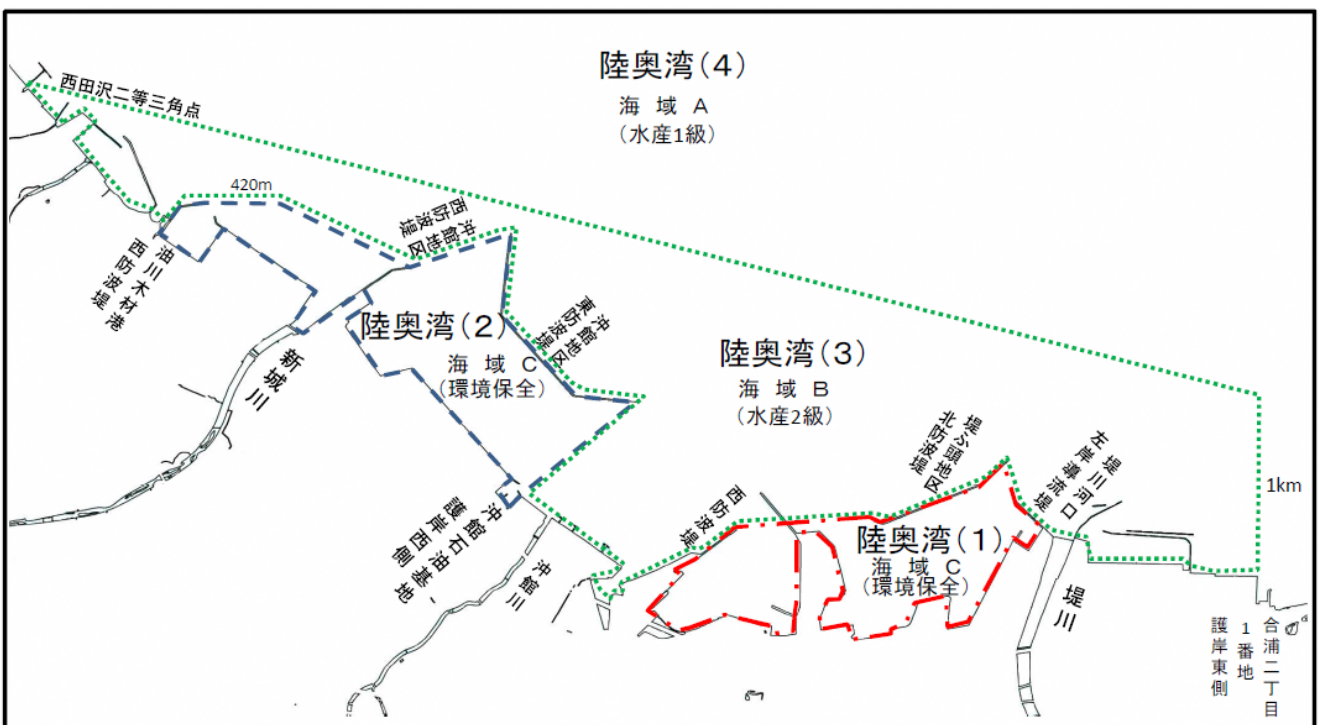 陸奥湾(4)
海域A
(水産1級)
西田沢二等三角点
420m
沖館地区
西防波堤
油川木材港
西防波堤
新城川
陸奥湾(2)
海域C
(環境保全)
沖館地区
東防波堤
陸奥湾(3)
海域B
(水産2級)
沖館石油基地
護岸西側
沖館川
西防波堤
堤ふ頭地区
北防波堤
陸奥湾(1)
海域C
(環境保全)
堤川河口
左岸導流堤
1km
堤川
合浦二丁目
1番地
護岸東側